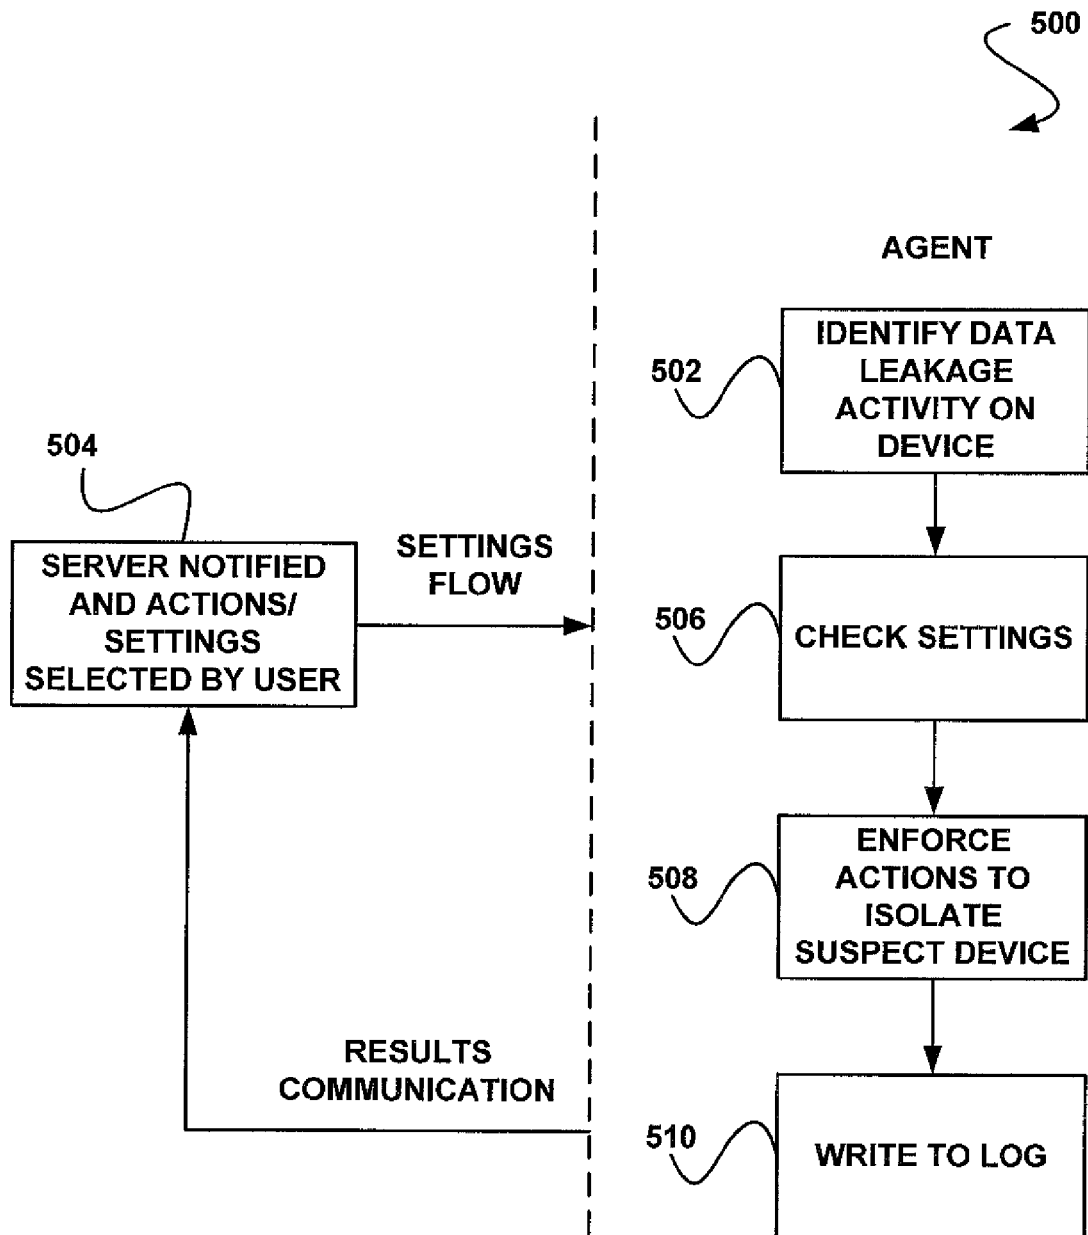 500
AGENT
IDENTIFY DATA
LEAKAGE
ACTIVITY ON
DEVICE
502
504
SERVER NOTIFIED
AND ACTIONS/
SETTINGS
SELECTED BY USER
SETTINGS
FLOW
506
CHECK SETTINGS
508
ENFORCE
ACTIONS TO
ISOLATE
SUSPECT DEVICE
RESULTS
COMMUNICATION
510
WRITE TO LOG